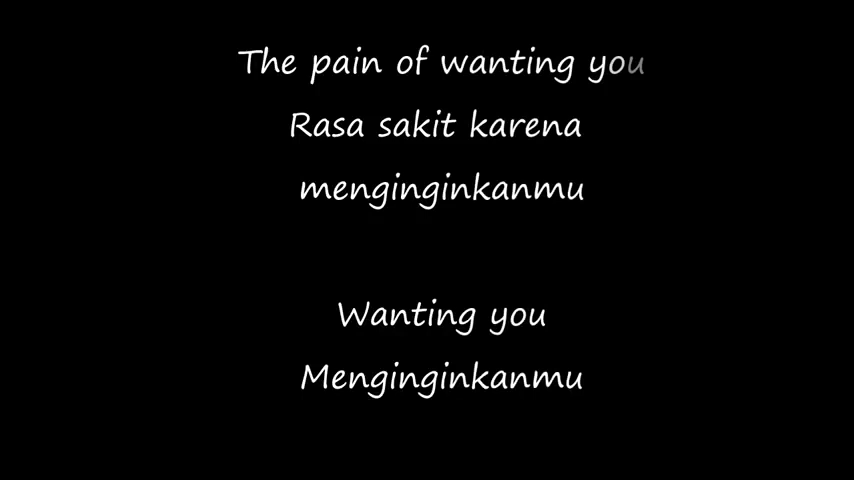 The pain of wanting you
Rasa sakit karena
menginginkanmu
Wanting you
Menginginkanmu